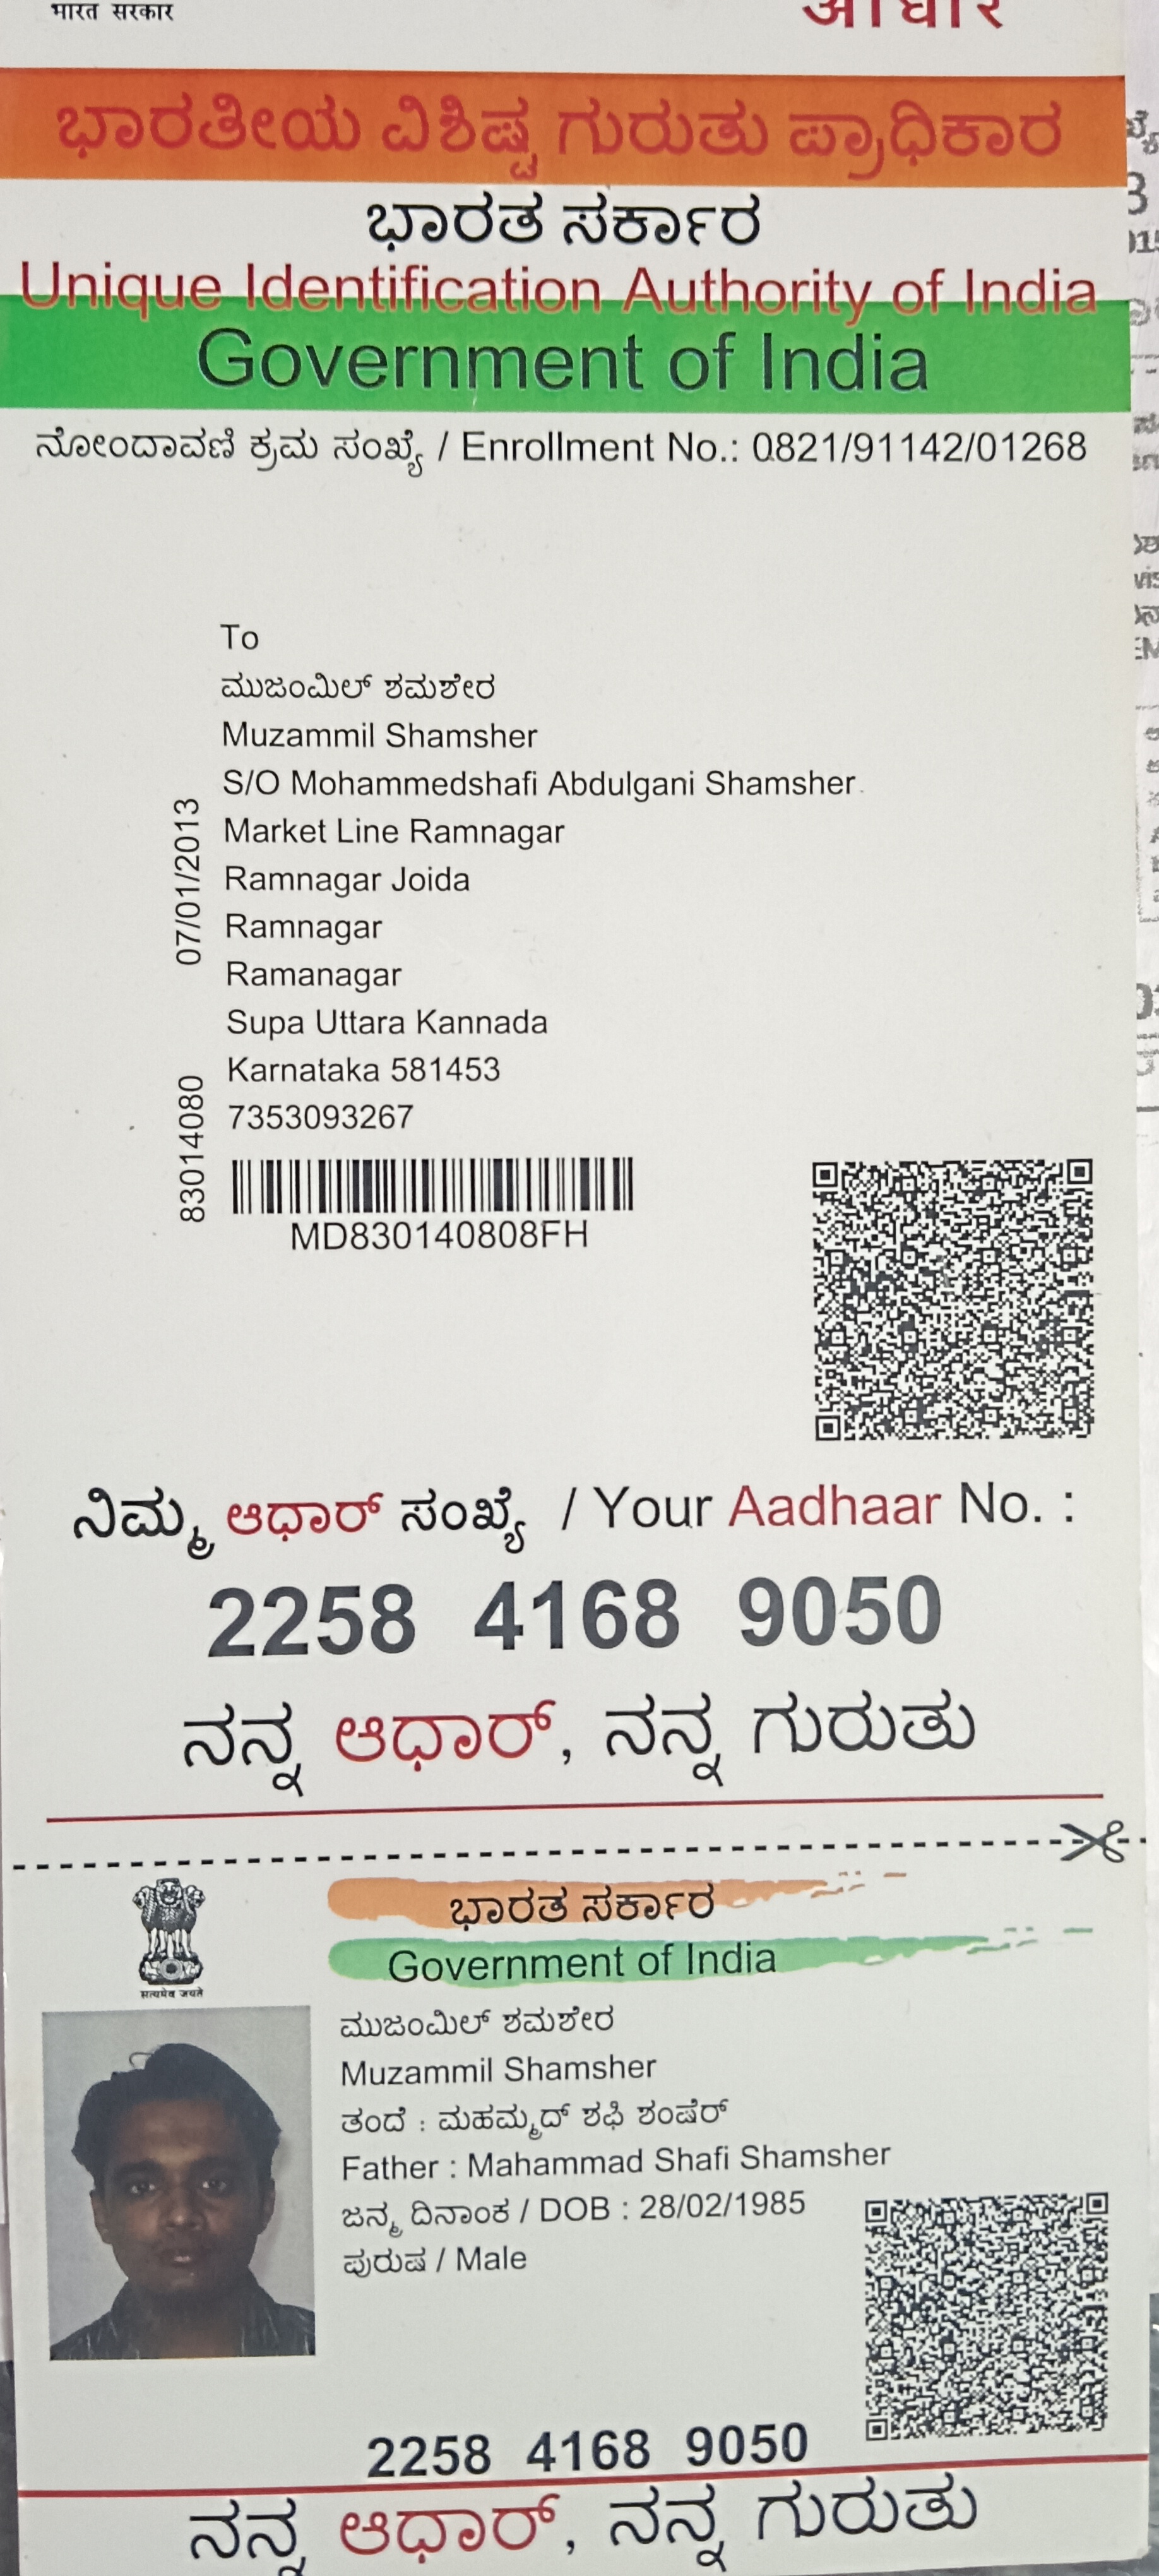 भारत सरकार
आधार
ಭಾರತೀಯ ವಿಶಿಷ್ಟ ಗುರುತು ಪ್ರಾಧಿಕಾರ
ಭಾರತ ಸರ್ಕಾರ
Unique Identification Authority of India
Government of India
ನೋಂದಾವಣಿ ಕ್ರಮ ಸಂಖ್ಯೆ / Enrollment No.: 0821/91142/01268
To
ಮುಜಂಮಿಲ್ ಶಮಶೇರ
Muzammil Shamsher
S/O Mohammedshafi Abdulgani Shamsher
Market Line Ramnagar
Ramnagar Joida
Ramnagar
Ramanagar
Supa Uttara Kannada
Karnataka 581453
7353093267
07/01/2013
83014080
MD830140808FH
ನಿಮ್ಮ ಆಧಾರ್ ಸಂಖ್ಯೆ / Your Aadhaar No. :
2258 4168 9050
ನನ್ನ ಆಧಾರ್, ನನ್ನ ಗುರುತು
ಭಾರತ ಸರ್ಕಾರ
Government of India
सत्यमेव जयते
ಮುಜಂಮಿಲ್ ಶಮಶೇರ
Muzammil Shamsher
ತಂದೆ : ಮಹಮ್ಮದ್ ಶಫಿ ಶಂಷೆರ್
Father : Mahammad Shafi Shamsher
ಜನ್ಮ ದಿನಾಂಕ / DOB : 28/02/1985
ಪುರುಷ / Male
2258 4168 9050
ನನ್ನ ಆಧಾರ್, ನನ್ನ ಗುರುತು